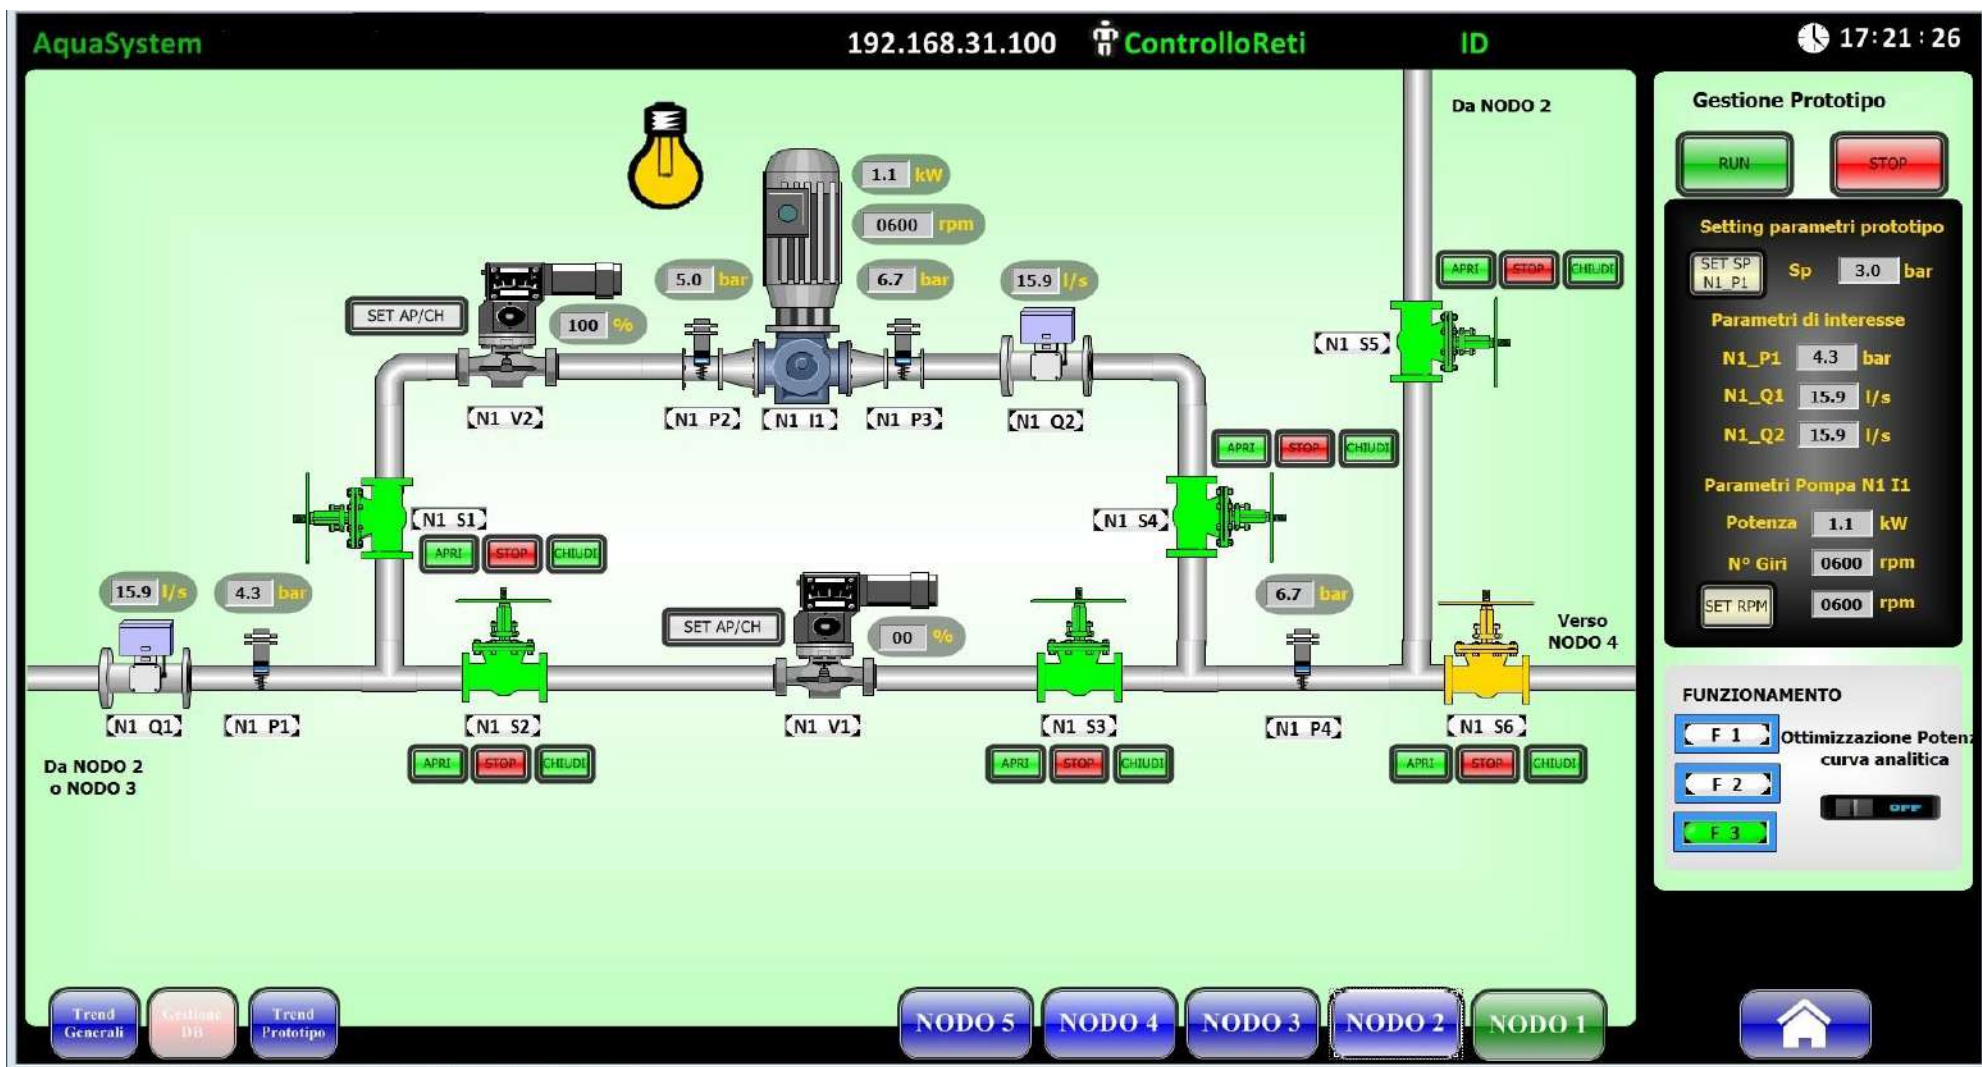 AquaSystem
192.168.31.100
ControlloReti
ID
17:21:26
Da NODO 2
1.1 kW
0600 rpm
5.0 bar
6.7 bar
15.9 l/s
SET AP/CH
100 %
APRI STOP CHIUDI
N1 S5
N1 V2
N1 P2
N1 I1
N1 P3
N1 Q2
APRI STOP CHIUDI
N1 S1
N1 S4
APRI STOP CHIUDI
15.9 l/s
4.3 bar
SET AP/CH
00 %
6.7 bar
Verso
NODO 4
N1 Q1
N1 P1
N1 S2
N1 V1
N1 S3
N1 P4
N1 S6
APRI STOP CHIUDI
APRI STOP CHIUDI
APRI STOP CHIUDI
Da NODO 2
o NODO 3
Gestione Prototipo
RUN
STOP
Setting parametri prototipo
SET SP
N1_P1
Sp 3.0 bar
Parametri di interesse
N1_P1 4.3 bar
N1_Q1 15.9 l/s
N1_Q2 15.9 l/s
Parametri Pompa N1 I1
Potenza 1.1 kW
N° Giri 0600 rpm
SET RPM 0600 rpm
FUNZIONAMENTO
F 1
Ottimizzazione Potenz
curva analitica
F 2
OFF
F 3
Trend
Generali
Gestione
DB
Trend
Prototipo
NODO 5
NODO 4
NODO 3
NODO 2
NODO 1